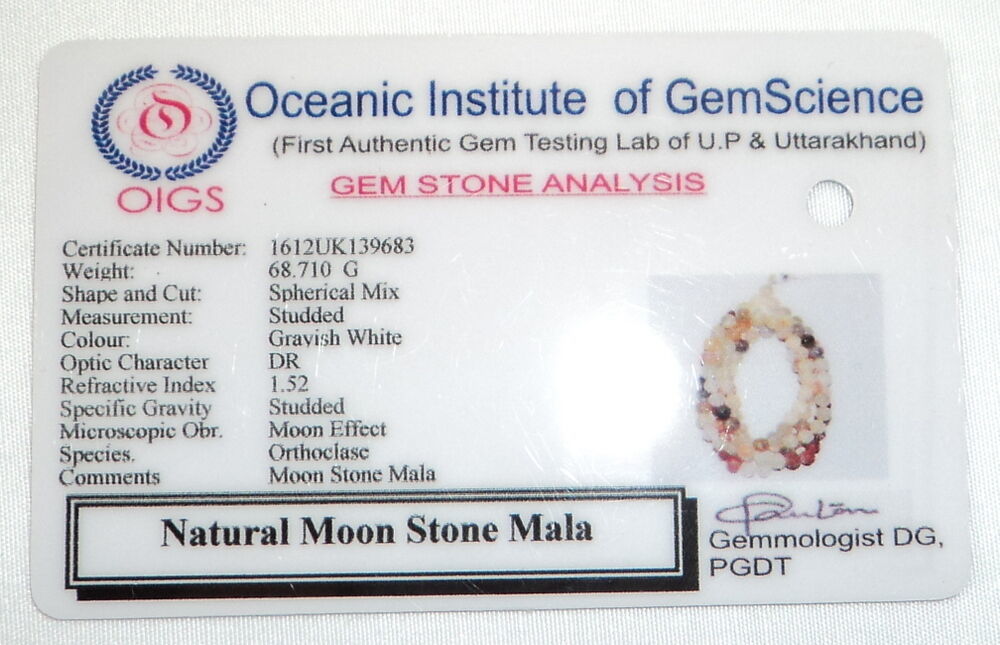 Oceanic Institute of GemScience
(First Authentic Gem Testing Lab of U.P & Uttarakhand)
OIGS
GEM STONE ANALYSIS
Certificate Number: 1612UK139683
Weight: 68.710 G
Shape and Cut: Spherical Mix
Measurement: Studded
Colour: Grayish White
Optic Character DR
Refractive Index 1.52
Specific Gravity Studded
Microscopic Obr. Moon Effect
Species. Orthoclase
Comments Moon Stone Mala
Natural Moon Stone Mala
Gemmologist DG,
PGDT